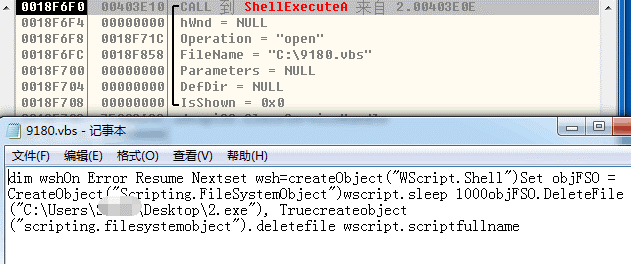 0018F6F0 00403E10 CALL 到 ShellExecuteA 来自 2.00403E0E
0018F6F4 00000000 hWnd = NULL
0018F6F8 0018F71C Operation = "open"
0018F6FC 0018F858 FileName = "C:\9180.vbs"
0018F700 00000000 Parameters = NULL
0018F704 00000000 DefDir = NULL
0018F708 00000000 IsShown = 0x0
9180.vbs - 记事本
文件(F) 编辑(E) 格式(O) 查看(V) 帮助(H)
dim wshOn Error Resume Nextset wsh=createObject("WScript.Shell")Set objFSO =
CreateObject("Scripting.FileSystemObject")wscript.sleep 1000objFSO.DeleteFile
("C:\Users\S\Desktop\2.exe"), Truecreateobject
("scripting.filesystemobject").deletefile wscript.scriptfullname